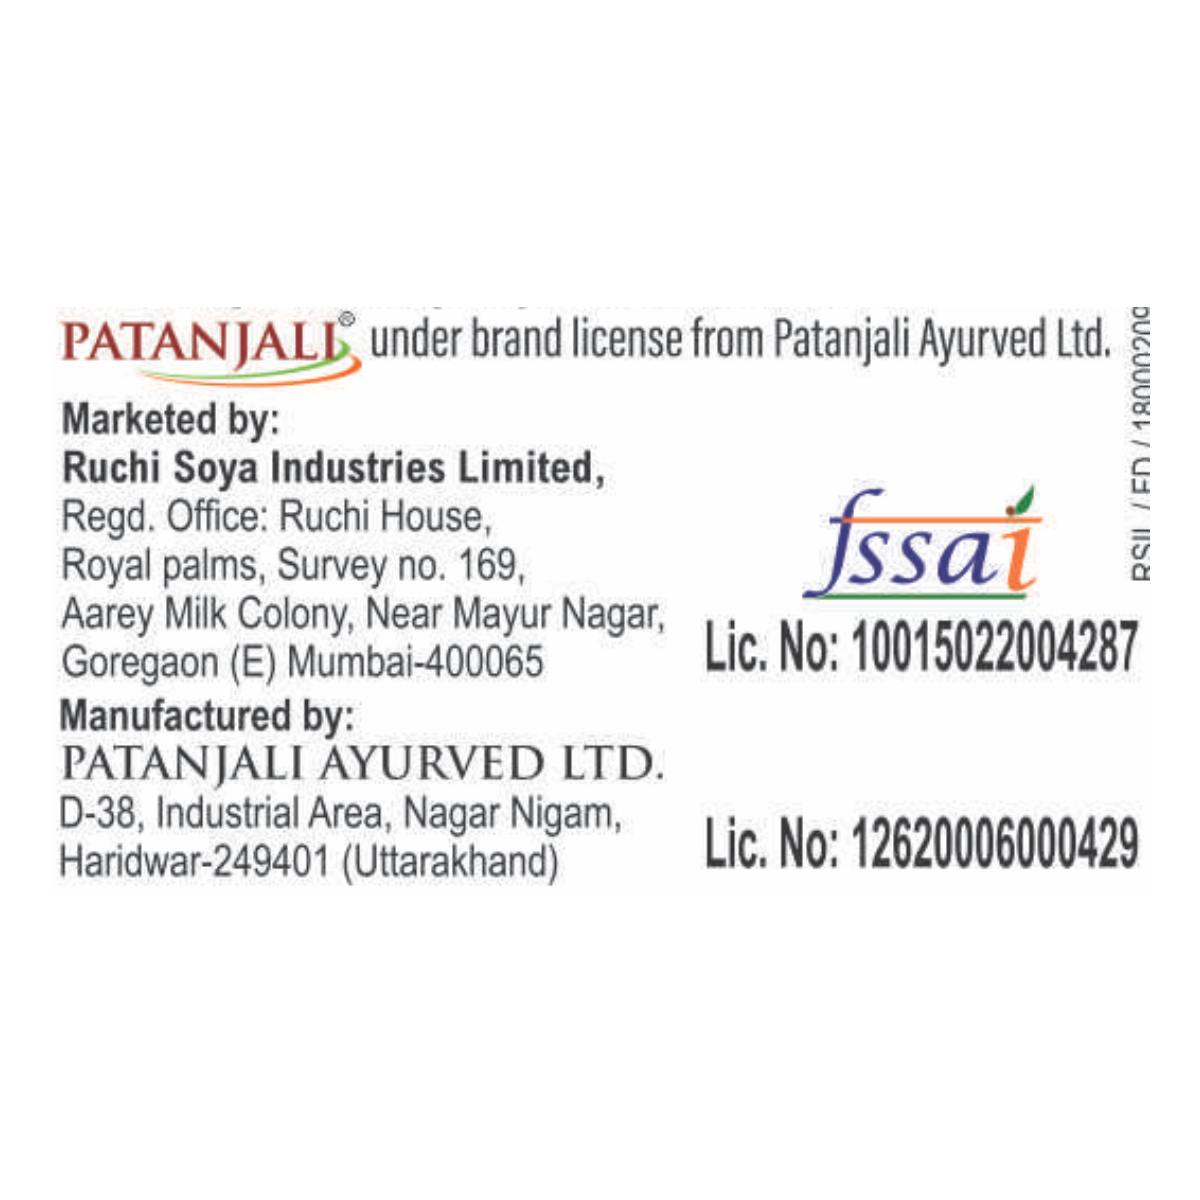 PATANJALI® under brand license from Patanjali Ayurved Ltd.
Marketed by:
Ruchi Soya Industries Limited,
Regd. Office: Ruchi House,
Royal palms, Survey no. 169,
Aarey Milk Colony, Near Mayur Nagar,
Goregaon (E) Mumbai-400065
fssai
Lic. No: 10015022004287
Manufactured by:
PATANJALI AYURVED LTD.
D-38, Industrial Area, Nagar Nigam,
Haridwar-249401 (Uttarakhand)
Lic. No: 12620006000429